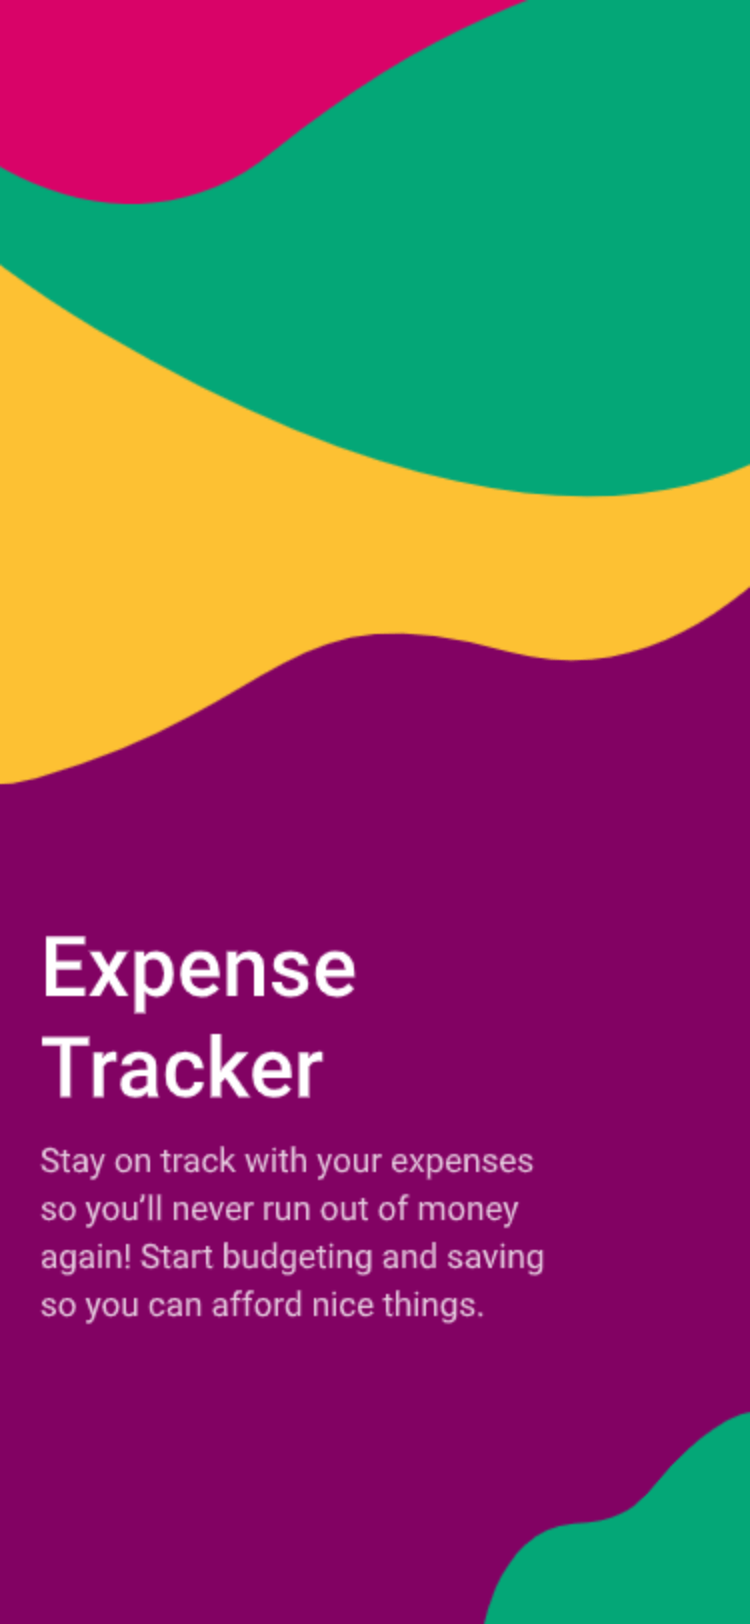 Expense
Tracker
Stay on track with your expenses
so you’ll never run out of money
again! Start budgeting and saving
so you can afford nice things.